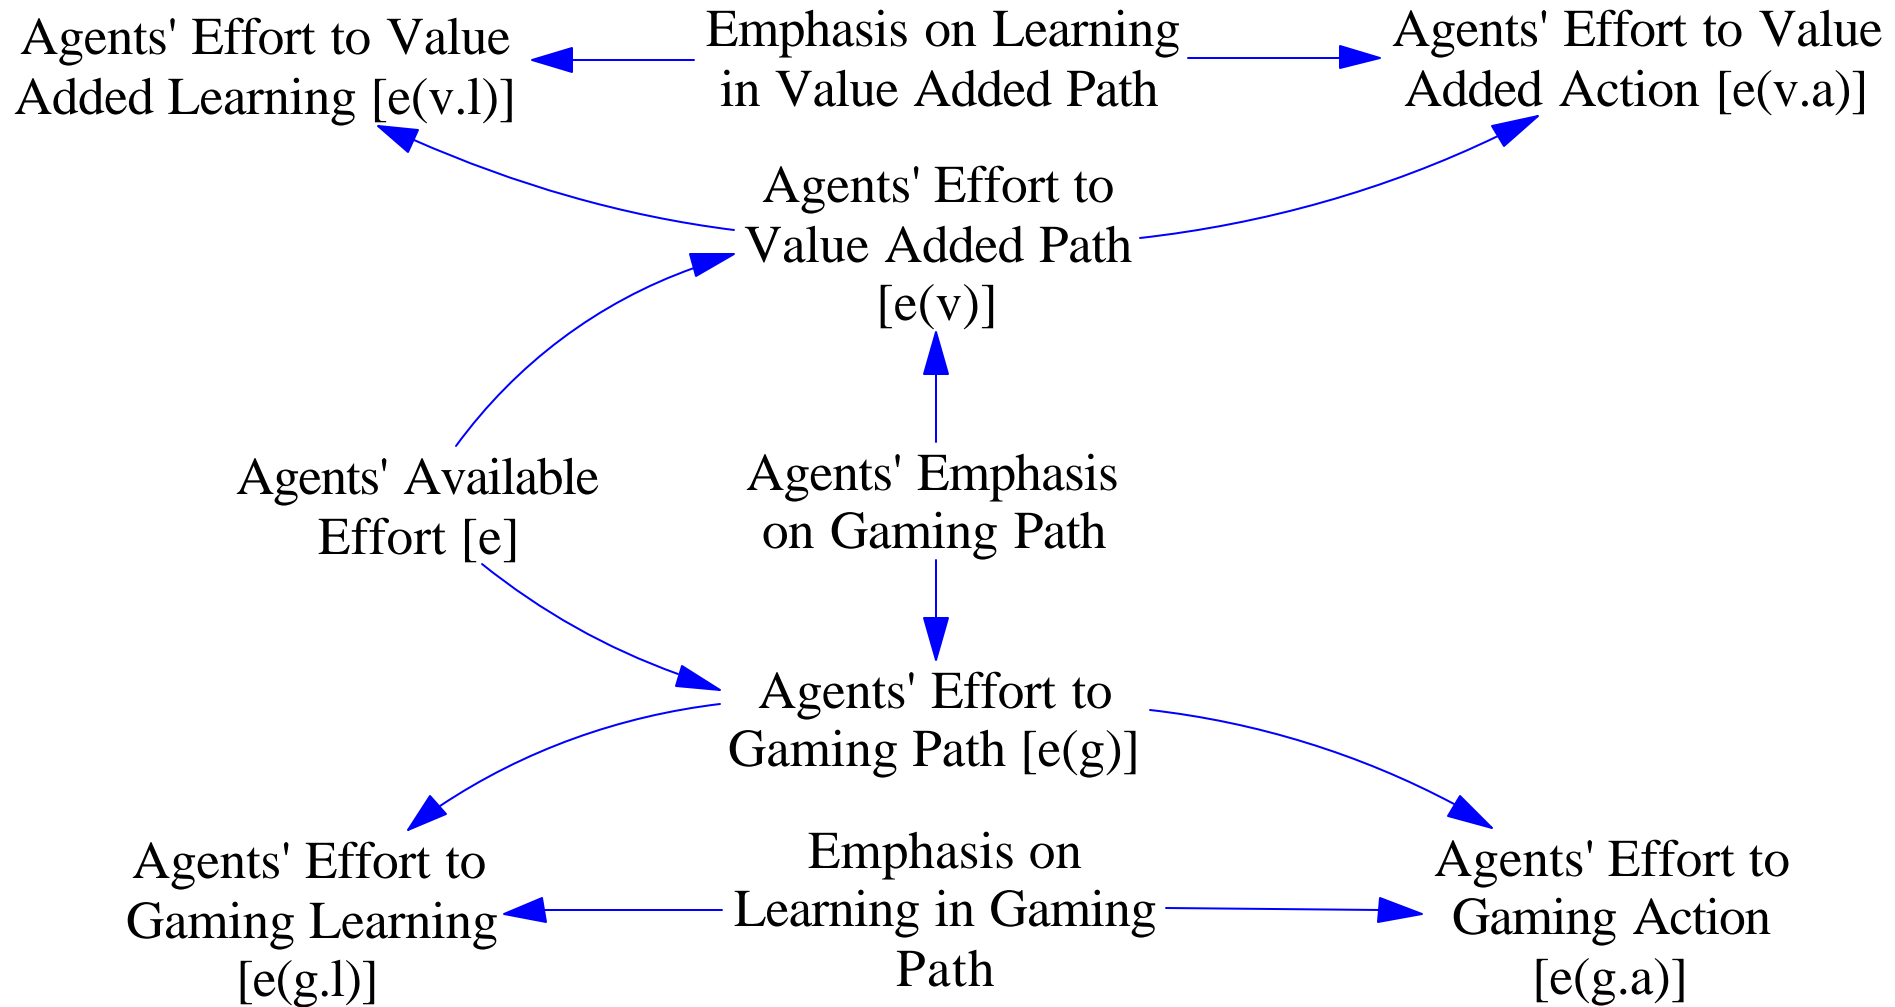 Agents' Effort to Value
Added Learning [e(v.l)]
Emphasis on Learning
in Value Added Path
Agents' Effort to Value
Added Action [e(v.a)]
Agents' Effort to
Value Added Path
[e(v)]
Agents' Available
Effort [e]
Agents' Emphasis
on Gaming Path
Agents' Effort to
Gaming Path [e(g)]
Agents' Effort to
Gaming Learning
[e(g.l)]
Emphasis on
Learning in Gaming
Path
Agents' Effort to
Gaming Action
[e(g.a)]